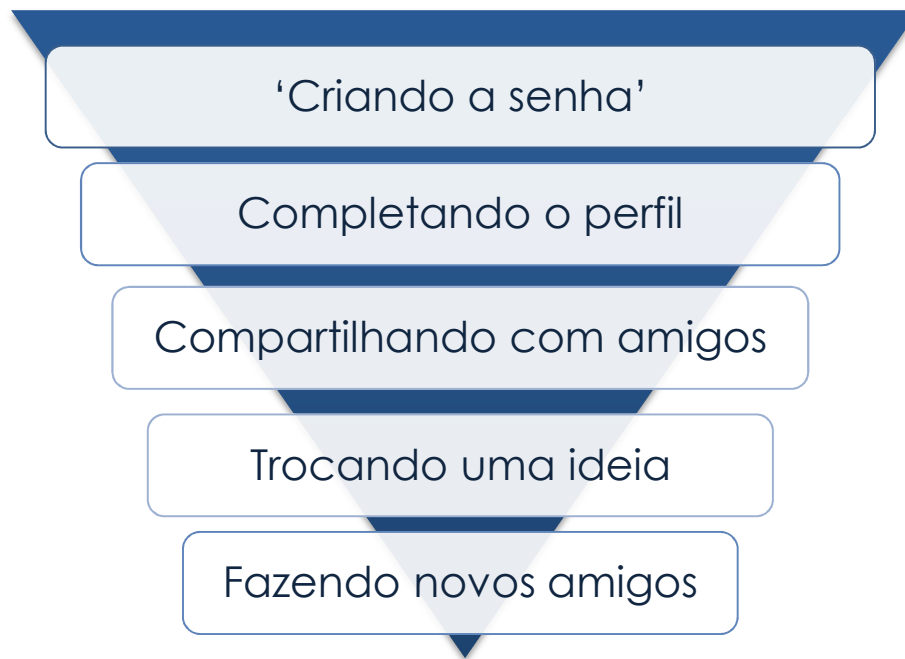 ‘Criando a senha’
Completando o perfil
Compartilhando com amigos
Trocando uma ideia
Fazendo novos amigos